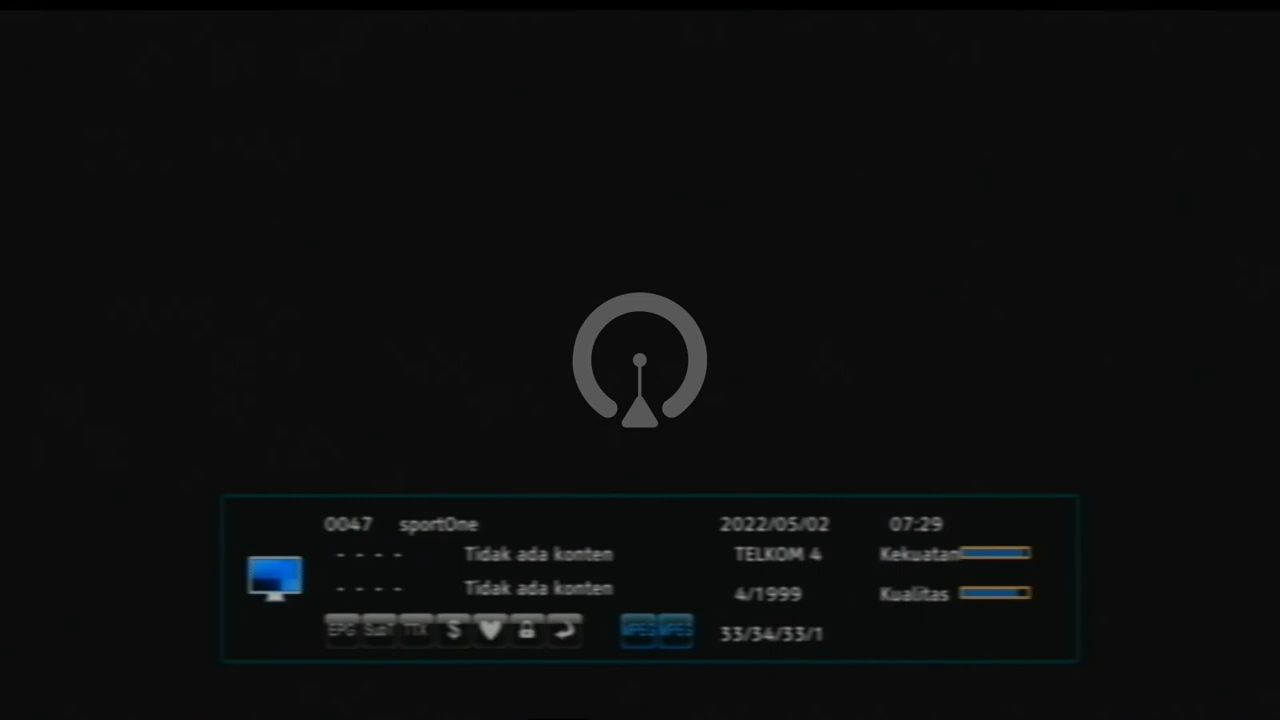 0047 sportOne 2022/05/02 07:29
- - - - Tidak ada konten TELKOM 4 Kekuatan
- - - - Tidak ada konten 4/1999 Kualitas
EPG SubT TTX $ MPEG MPEG 33/34/33/1